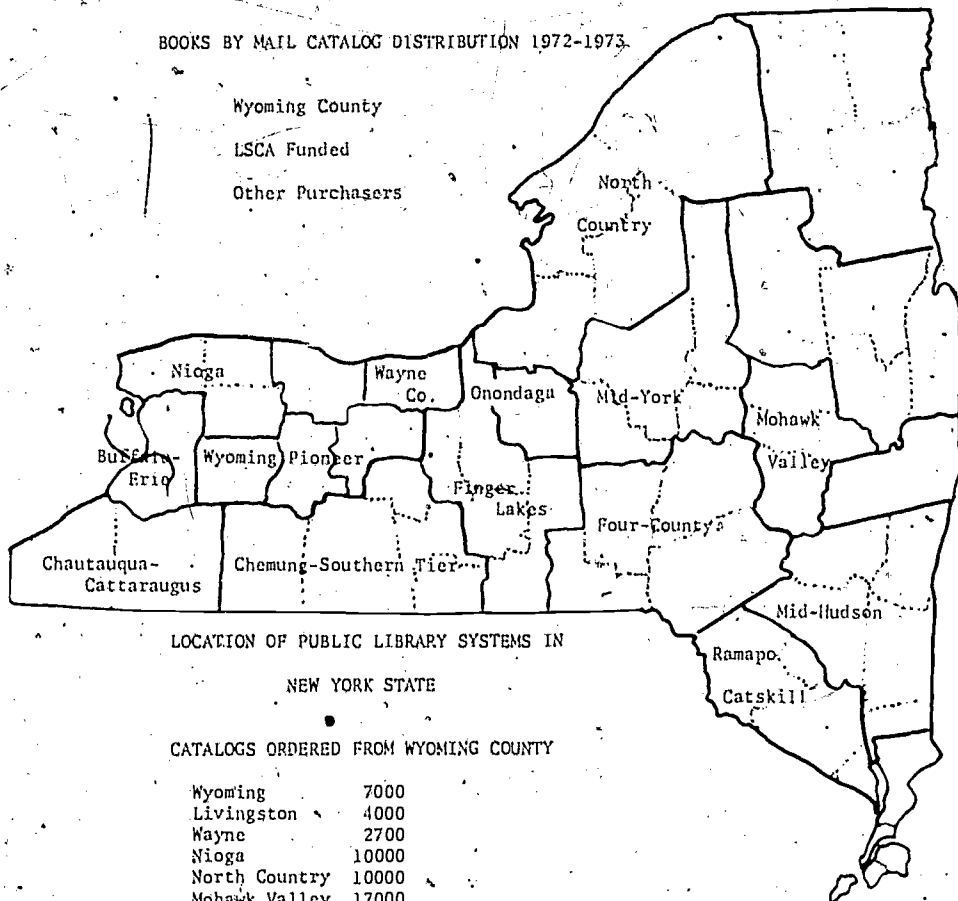 BOOKS BY MAIL CATALOG DISTRIBUTION 1972-1973
Wyoming County
LSCA Funded
Other Purchasers
North
Country
Nioga
Wayne
Co.
Onondaga
Mid-York
Mohawk
Valley
Buffalo-
Erie
Wyoming
Pioneer
Finger
Lakes
Four-County
Chautauqua-
Cattaraugus
Chemung-Southern Tier
Mid-Hudson
Ramapo
Catskill
LOCATION OF PUBLIC LIBRARY SYSTEMS IN
NEW YORK STATE
CATALOGS ORDERED FROM WYOMING COUNTY
Wyoming 7000
Livingston 4000
Wayne 2700
Nioga 10000
North Country 10000
Mohawk Valley 17000